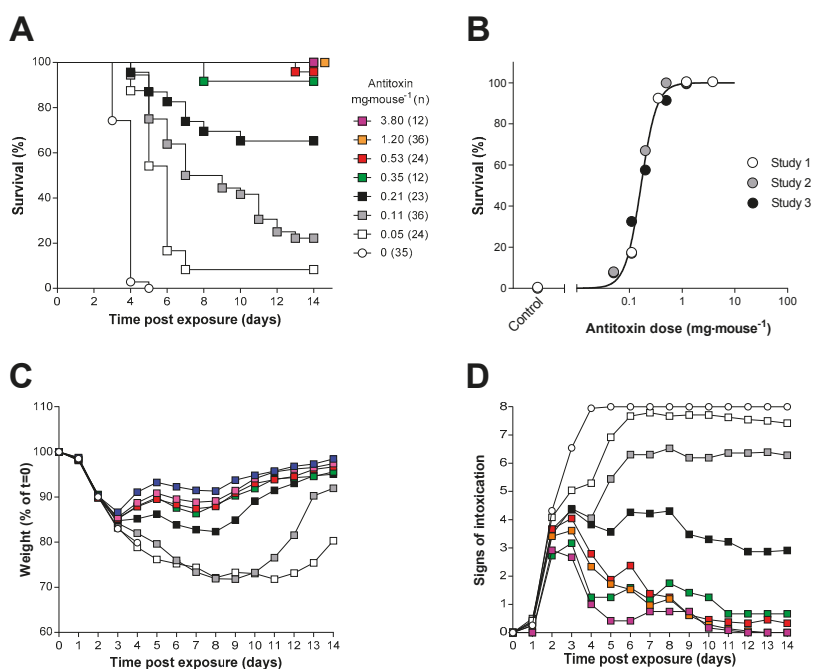 A
Survival (%)
100
80
60
40
20
0
0 2 4 6 8 10 12 14
Time post exposure (days)
Antitoxin
mg·mouse⁻¹ (n)
3.80 (12)
1.20 (36)
0.53 (24)
0.35 (12)
0.21 (23)
0.11 (36)
0.05 (24)
0 (35)
B
Survival (%)
100
80
60
40
20
0
Control
0.1 1 10 100
Antitoxin dose (mg·mouse⁻¹)
Study 1
Study 2
Study 3
C
Weight (% of t=0)
110
100
90
80
70
60
0 1 2 3 4 5 6 7 8 9 10 11 12 13 14
Time post exposure (days)
D
Signs of intoxication
8
7
6
5
4
3
2
1
0
0 1 2 3 4 5 6 7 8 9 10 11 12 13 14
Time post exposure (days)